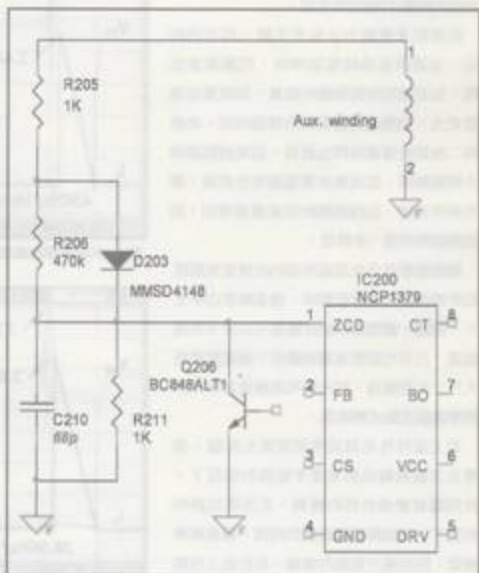 1
R205
1K
Aux. winding
2
R206
470k
D203
MMSD4148
IC200
NCP1379
1 ZCD CT 8
Q206
BC848ALT1
2 FB BO 7
C210
68p
R211
1K
3 CS VCC 6
4 GND DRV 5